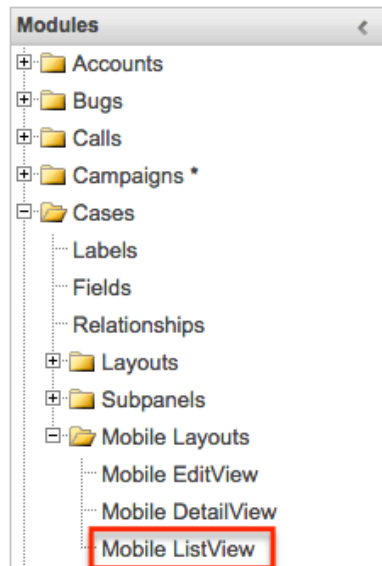 Modules
Accounts
Bugs
Calls
Campaigns *
Cases
Labels
Fields
Relationships
Layouts
Subpanels
Mobile Layouts
Mobile EditView
Mobile DetailView
Mobile ListView